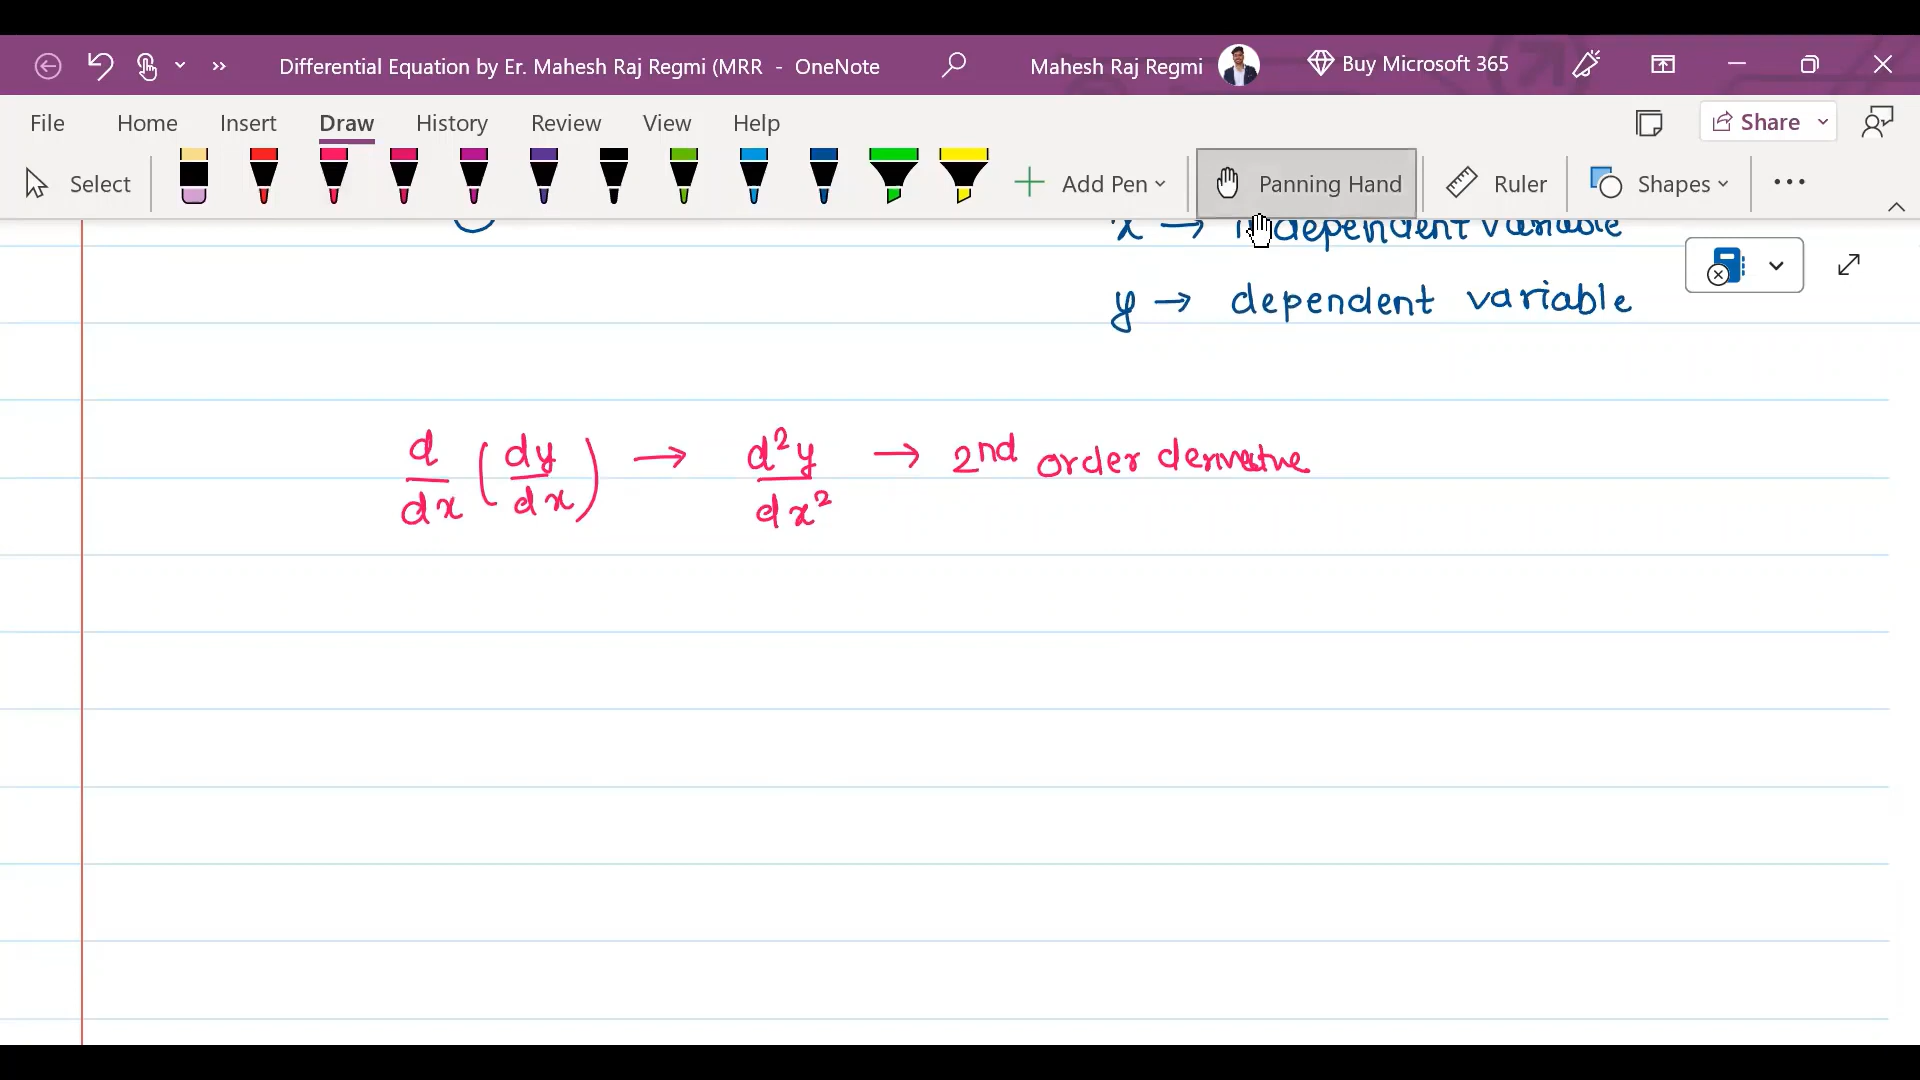 Differential Equation by Er. Mahesh Raj Regmi (MRR - OneNote
Mahesh Raj Regmi
Buy Microsoft 365
File Home Insert Draw History Review View Help
Share
Select
Add Pen
Panning Hand
Ruler
Shapes
x → independent variable
y → dependent variable
d/dx (dy/dx) → d²y/dx² → 2nd order derivative